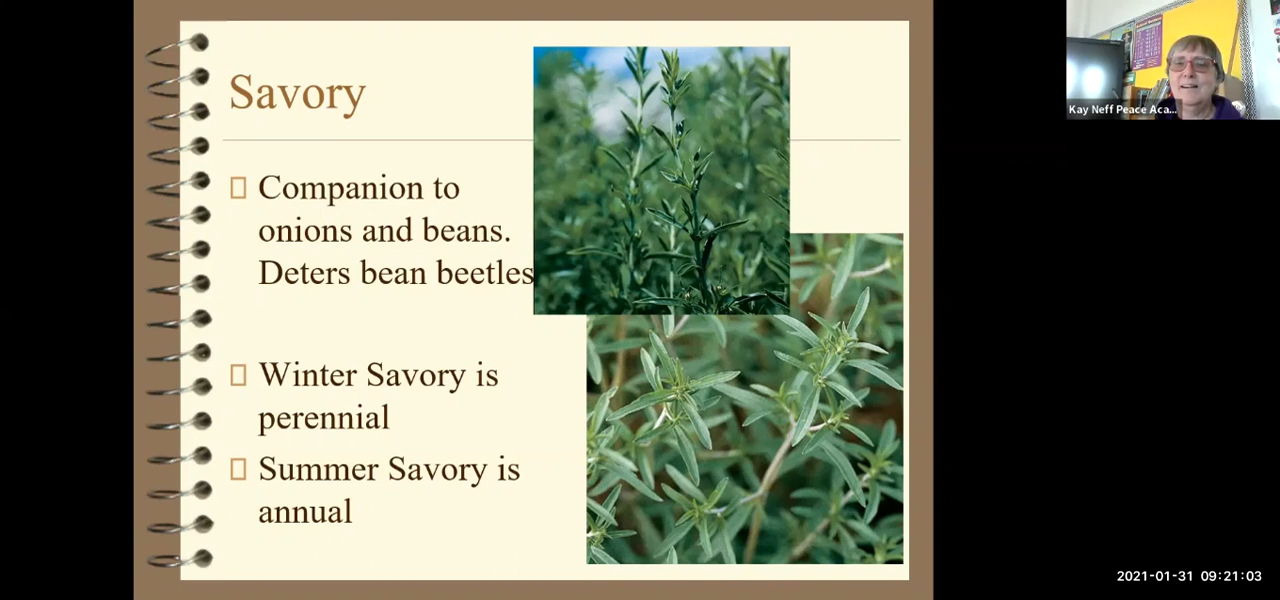 Savory
Companion to
onions and beans.
Deters bean beetles
Winter Savory is
perennial
Summer Savory is
annual
Kay Neff Peace Aca...
2021-01-31 09:21:03